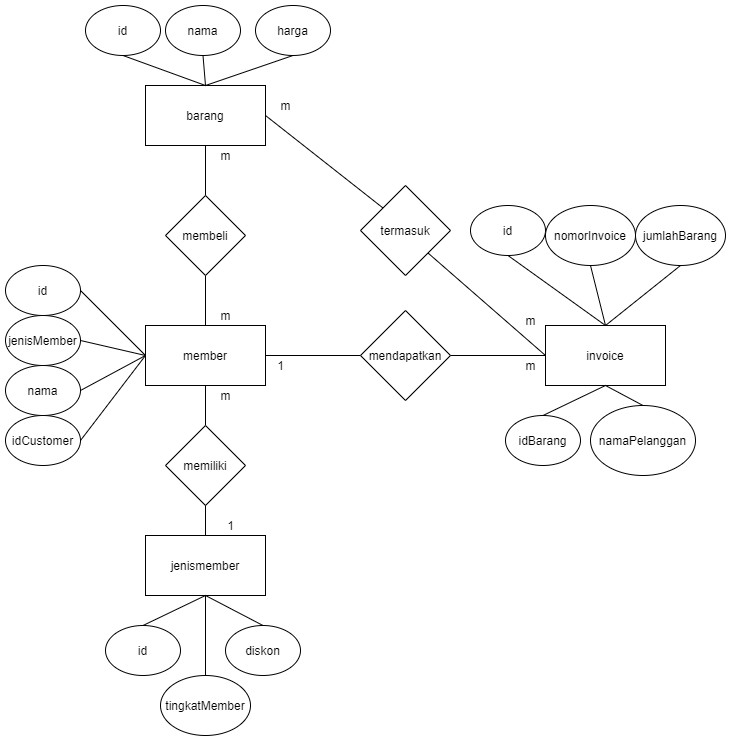 id
nama
harga
barang
m
m
membeli
termasuk
id
nomorInvoice
jumlahBarang
id
jenisMember
nama
idCustomer
m
member
1
mendapatkan
m
m
invoice
m
idBarang
namaPelanggan
memiliki
1
jenismember
id
diskon
tingkatMember